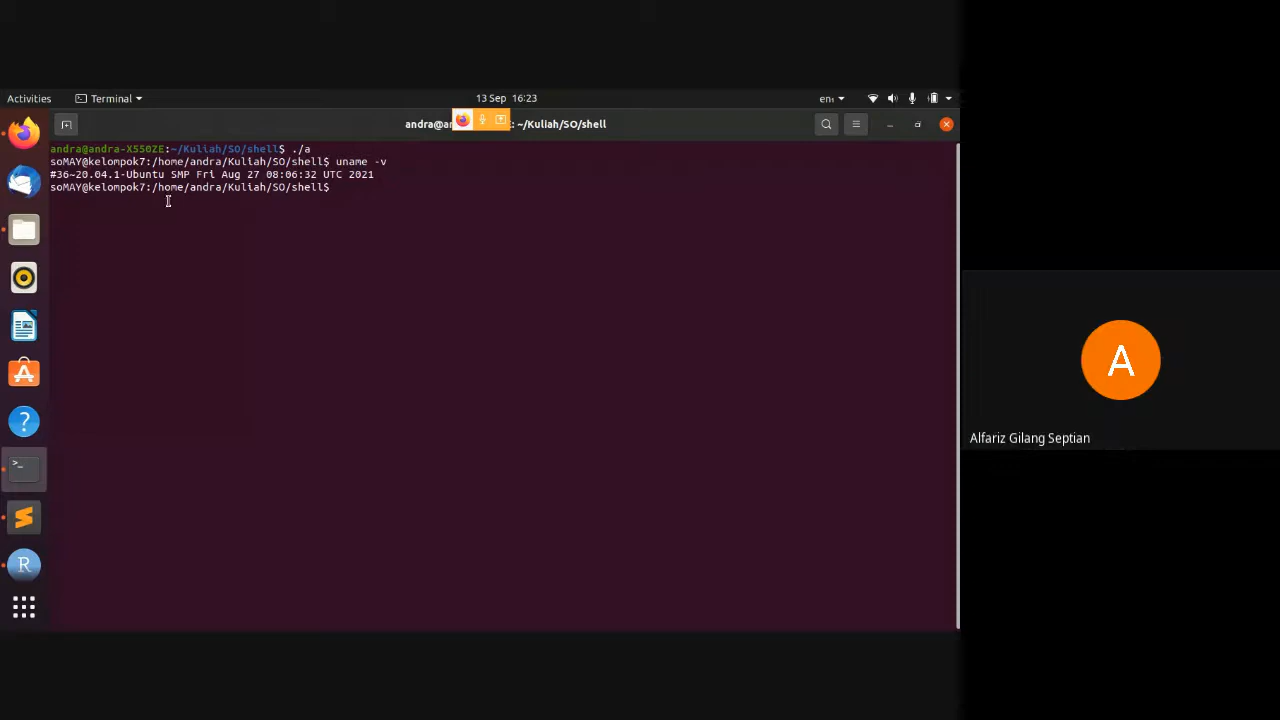 Activities Terminal 13 Sep 16:23 en₁
andra@an : ~/Kuliah/SO/shell
andra@andra-X550ZE:~/Kuliah/SO/shell$ ./a
soMAY@kelompok7:/home/andra/Kuliah/SO/shell$ uname -v
#36~20.04.1-Ubuntu SMP Fri Aug 27 08:06:32 UTC 2021
soMAY@kelompok7:/home/andra/Kuliah/SO/shell$
A
Alfariz Gilang Septian